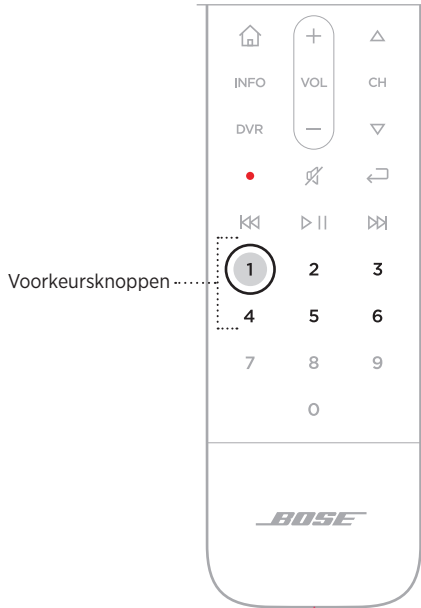 INFO VOL CH
DVR
Voorkeursknoppen
1 2 3
4 5 6
7 8 9
0
BOSE